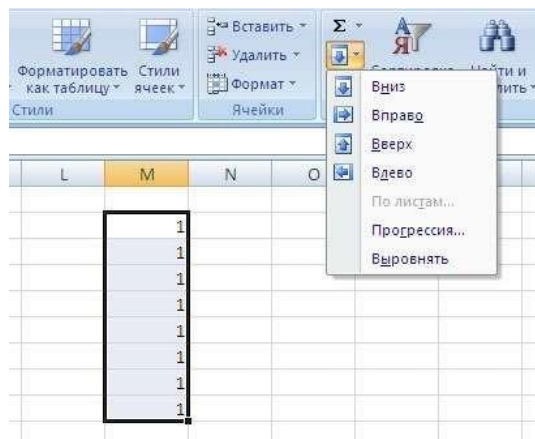 Вставить
Σ
Удалить
Форматировать Стили
как таблицу ячеек
Формат
Стили
Ячейки
Вниз
Вправо
Вверх
Влево
По листам...
Прогрессия...
Выровнять
L M N O
1
1
1
1
1
1
1
1